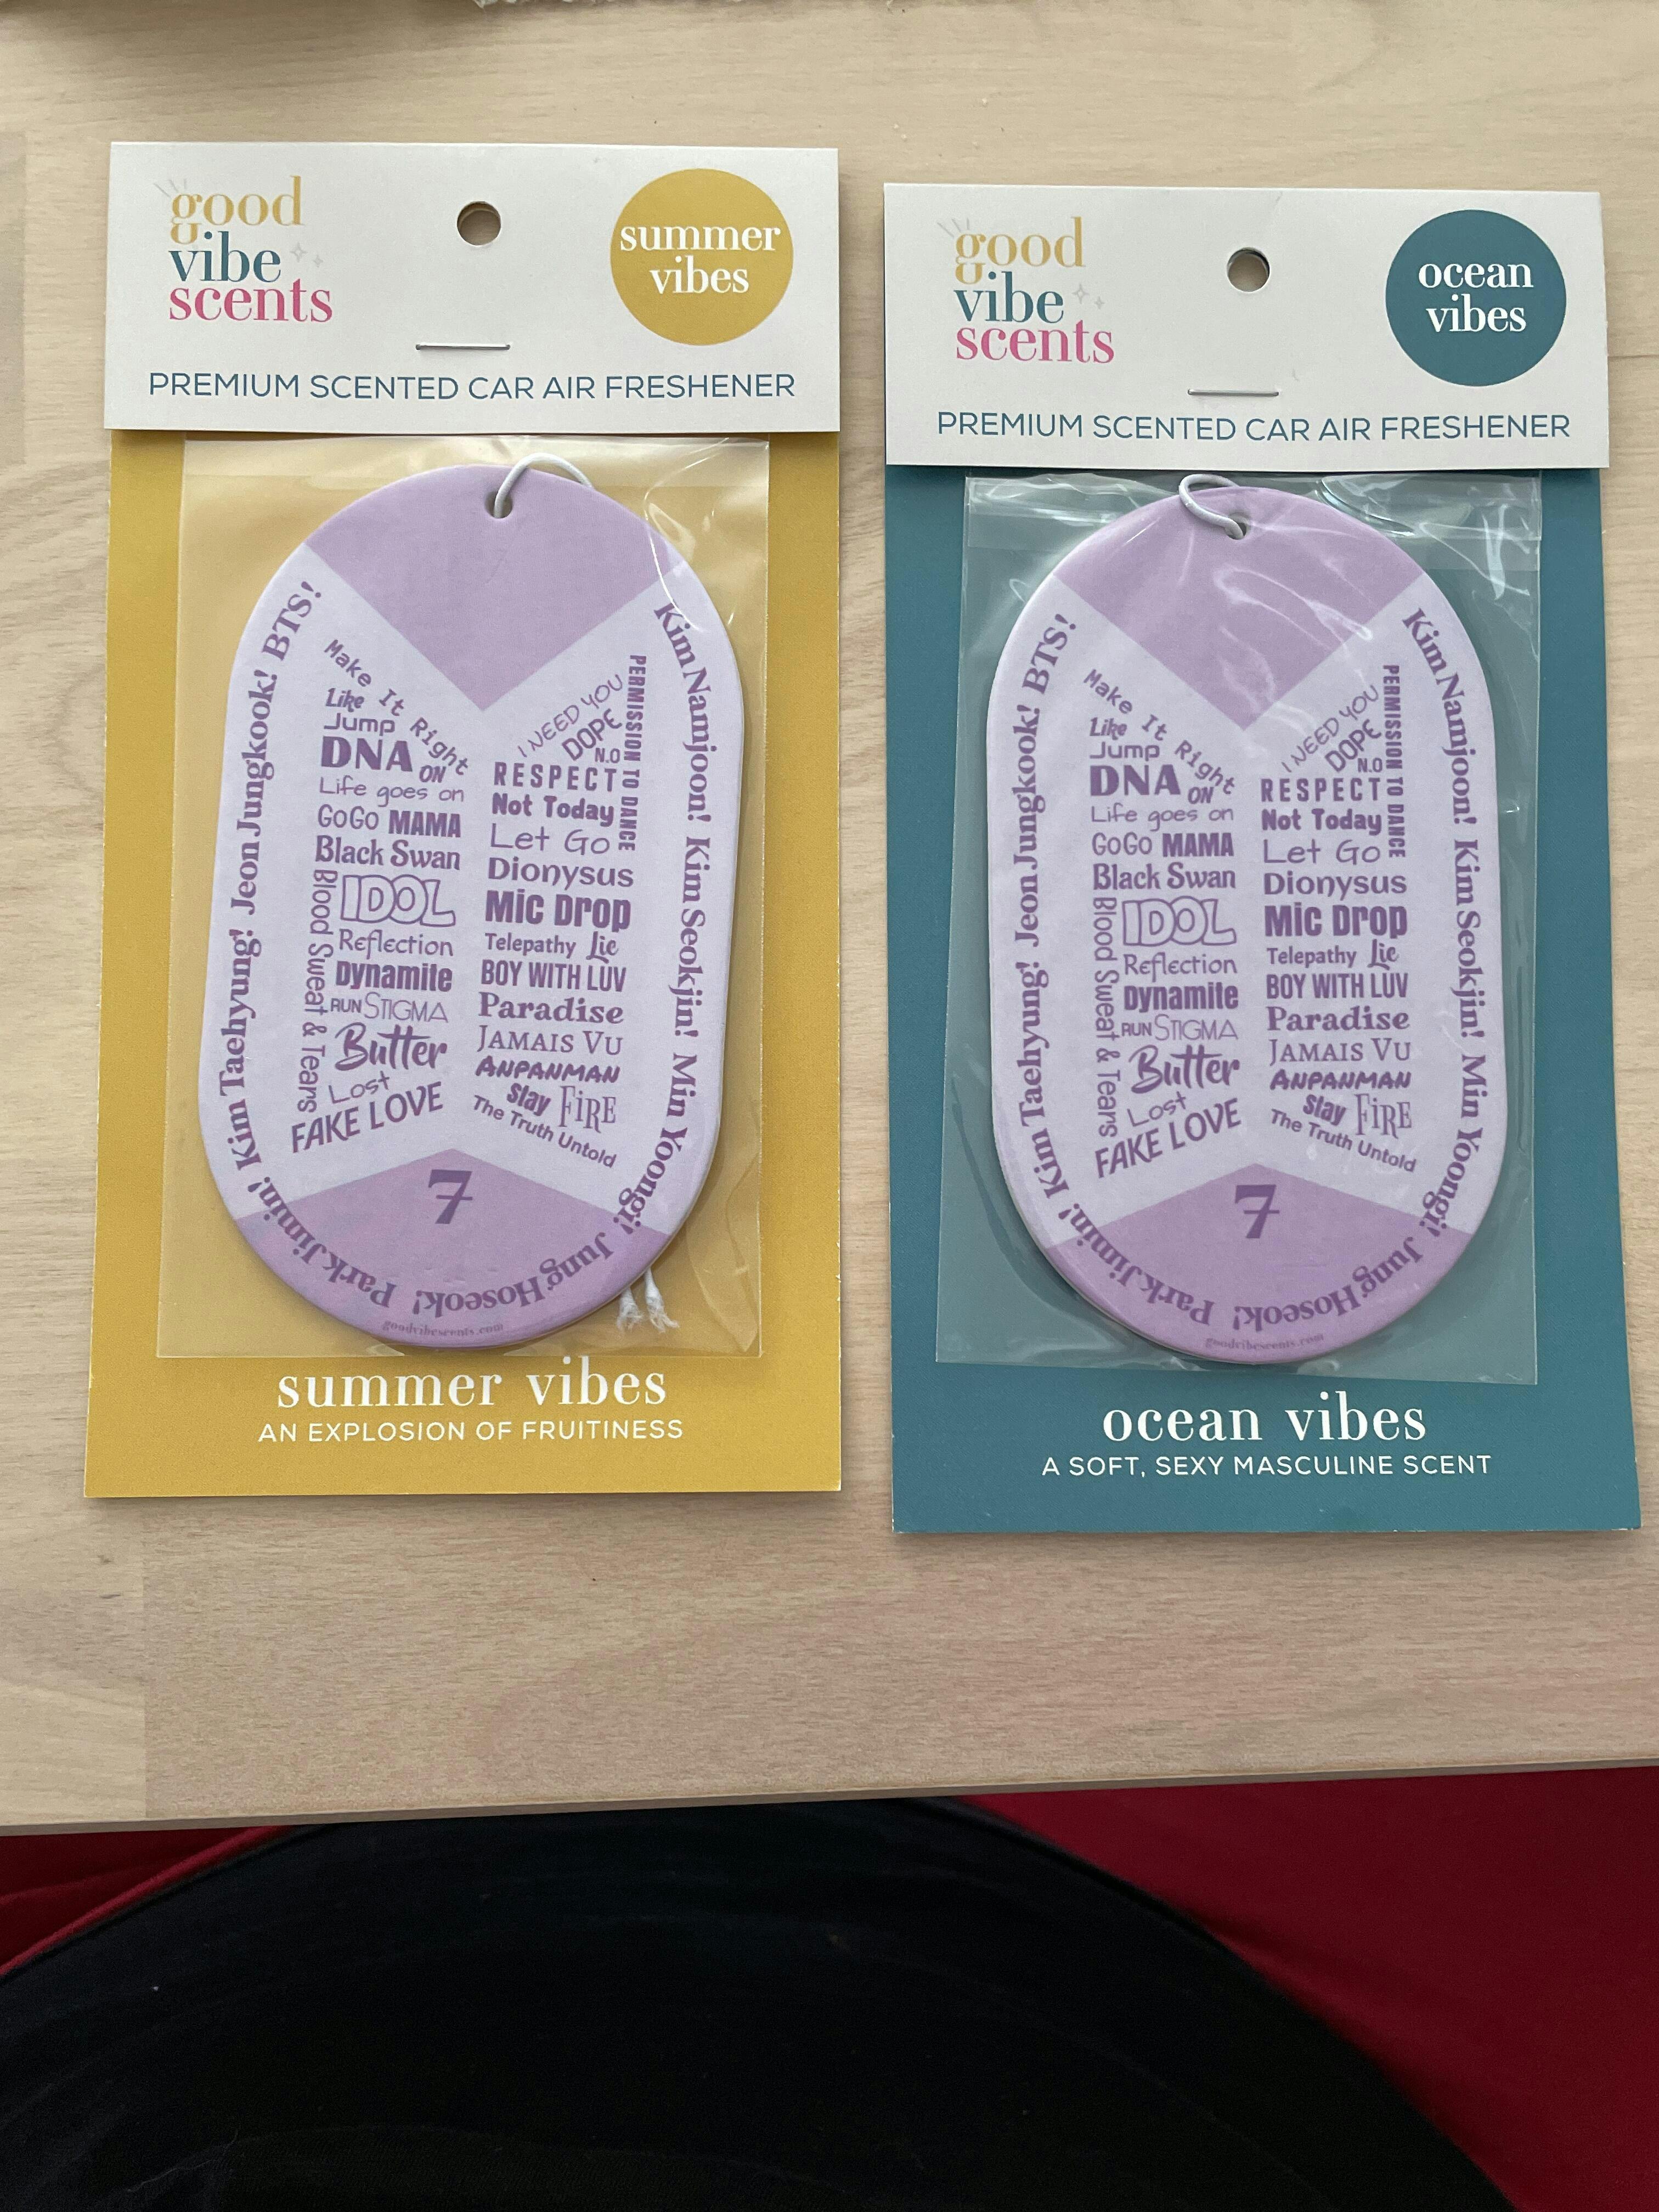 good
vibe
scents
summer
vibes
PREMIUM SCENTED CAR AIR FRESHENER
Kim Namjoon! Kim Seokjin! Min Yoongi! Jung Hoseok! Park Jimin! Kim Taehyung! Jeon Jungkook! BTS!
Make It Right
Like
Jump
DNA
ON
Life goes on
GoGo MAMA
Black Swan
Blood Sweat & Tears
IDOL
Reflection
Dynamite
RUN STIGMA
Butter
Lost
FAKE LOVE
I NEED YOU
DOPE
N.O
PERMISSION TO DANCE
RESPECT
Not Today
Let Go
Dionysus
Mic Drop
Telepathy Lie
BOY WITH LUV
Paradise
JAMAIS VU
ANPANMAN
Stay FiRE
The Truth Untold
7
goodvibescents.com
summer vibes
AN EXPLOSION OF FRUITINESS
good
vibe
scents
ocean
vibes
PREMIUM SCENTED CAR AIR FRESHENER
Kim Namjoon! Kim Seokjin! Min Yoongi! Jung Hoseok! Park Jimin! Kim Taehyung! Jeon Jungkook! BTS!
Make It Right
Like
Jump
DNA
ON
Life goes on
GoGo MAMA
Black Swan
Blood Sweat & Tears
IDOL
Reflection
Dynamite
RUN STIGMA
Butter
Lost
FAKE LOVE
I NEED YOU
DOPE
N.O
PERMISSION TO DANCE
RESPECT
Not Today
Let Go
Dionysus
Mic Drop
Telepathy Lie
BOY WITH LUV
Paradise
JAMAIS VU
ANPANMAN
Stay FiRE
The Truth Untold
7
goodvibescents.com
ocean vibes
A SOFT, SEXY MASCULINE SCENT